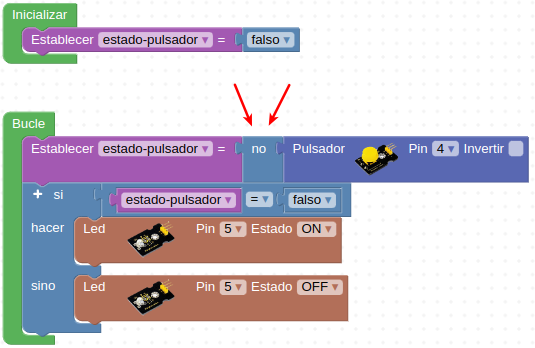 Inicializar
Establecer estado-pulsador = falso
Bucle
Establecer estado-pulsador = no Pulsador Pin 4 Invertir
+ si estado-pulsador = falso
hacer Led Pin 5 Estado ON
sino Led Pin 5 Estado OFF